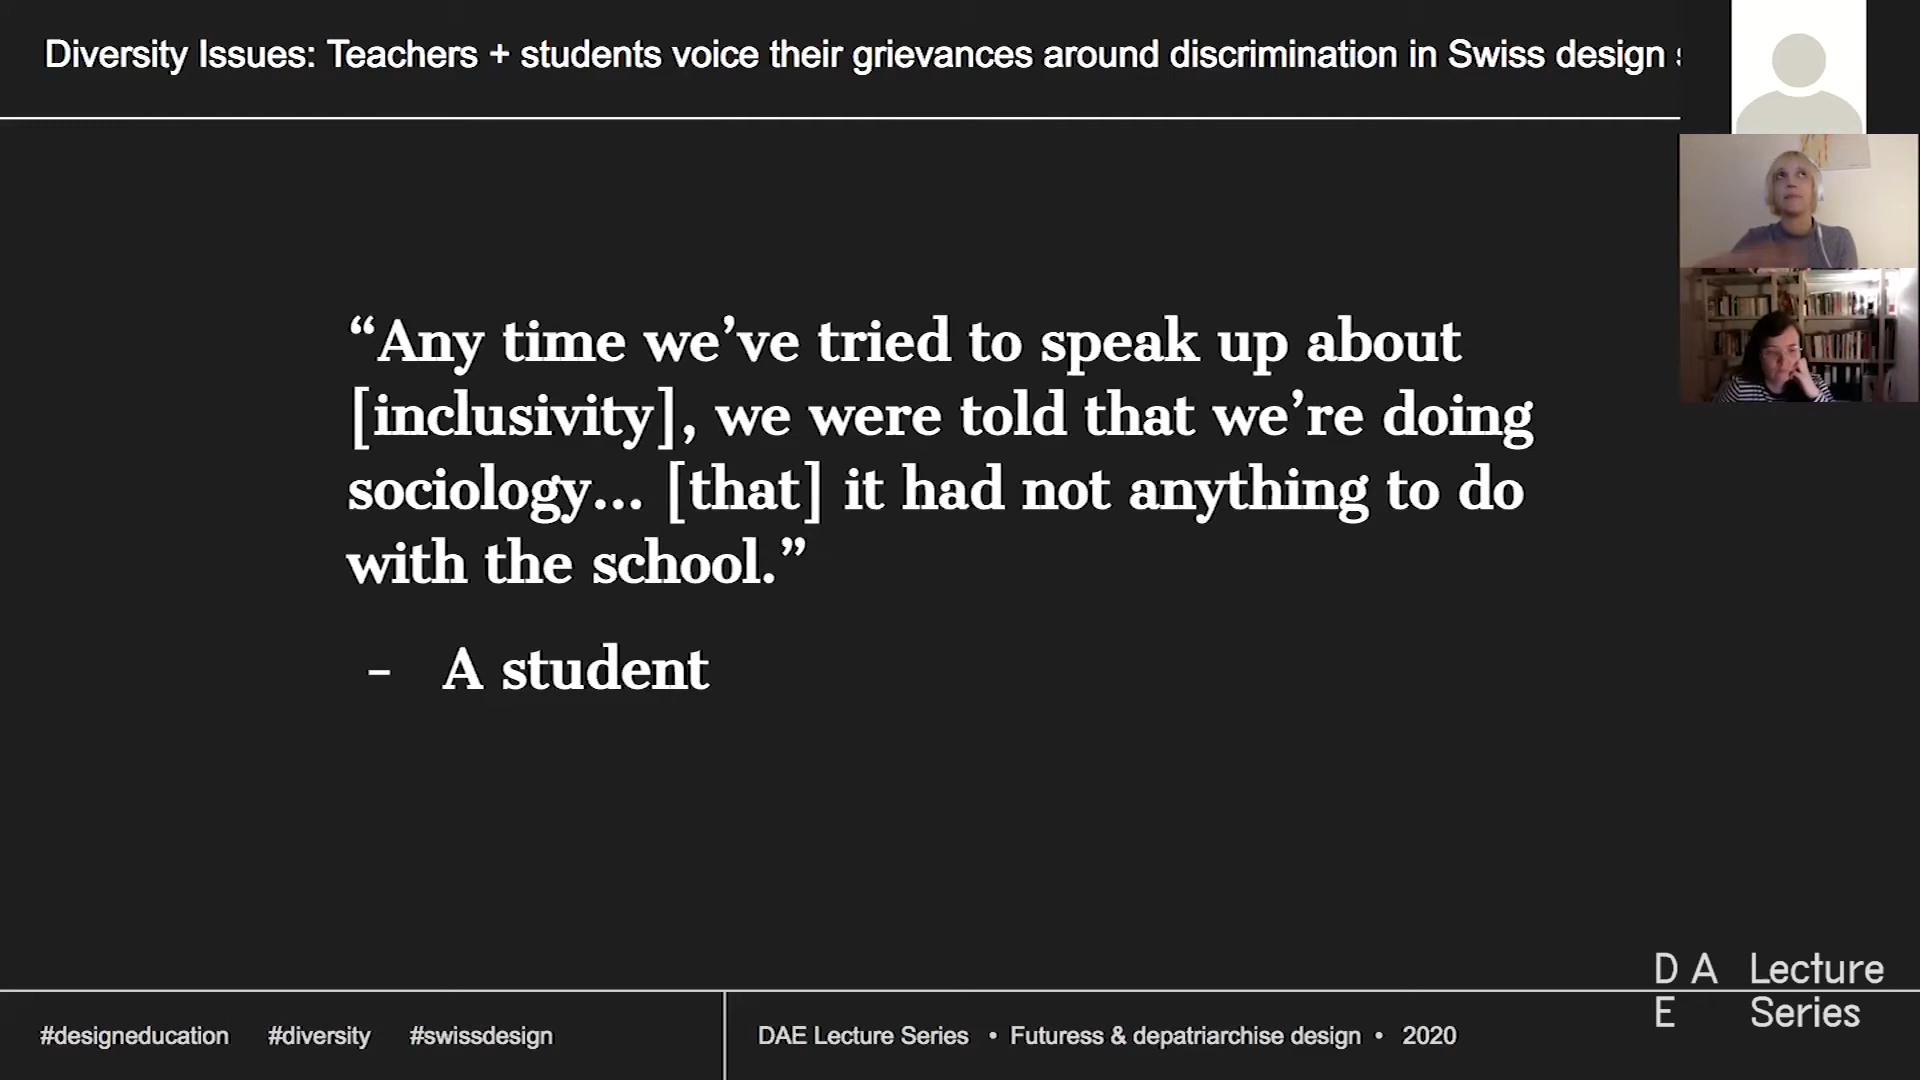 Diversity Issues: Teachers + students voice their grievances around discrimination in Swiss design
“Any time we’ve tried to speak up about
[inclusivity], we were told that we’re doing
sociology… [that] it had not anything to do
with the school.”
- A student
#designeducation #diversity #swissdesign
DAE Lecture Series • Futuress & depatriarchise design • 2020
D A Lecture
E Series